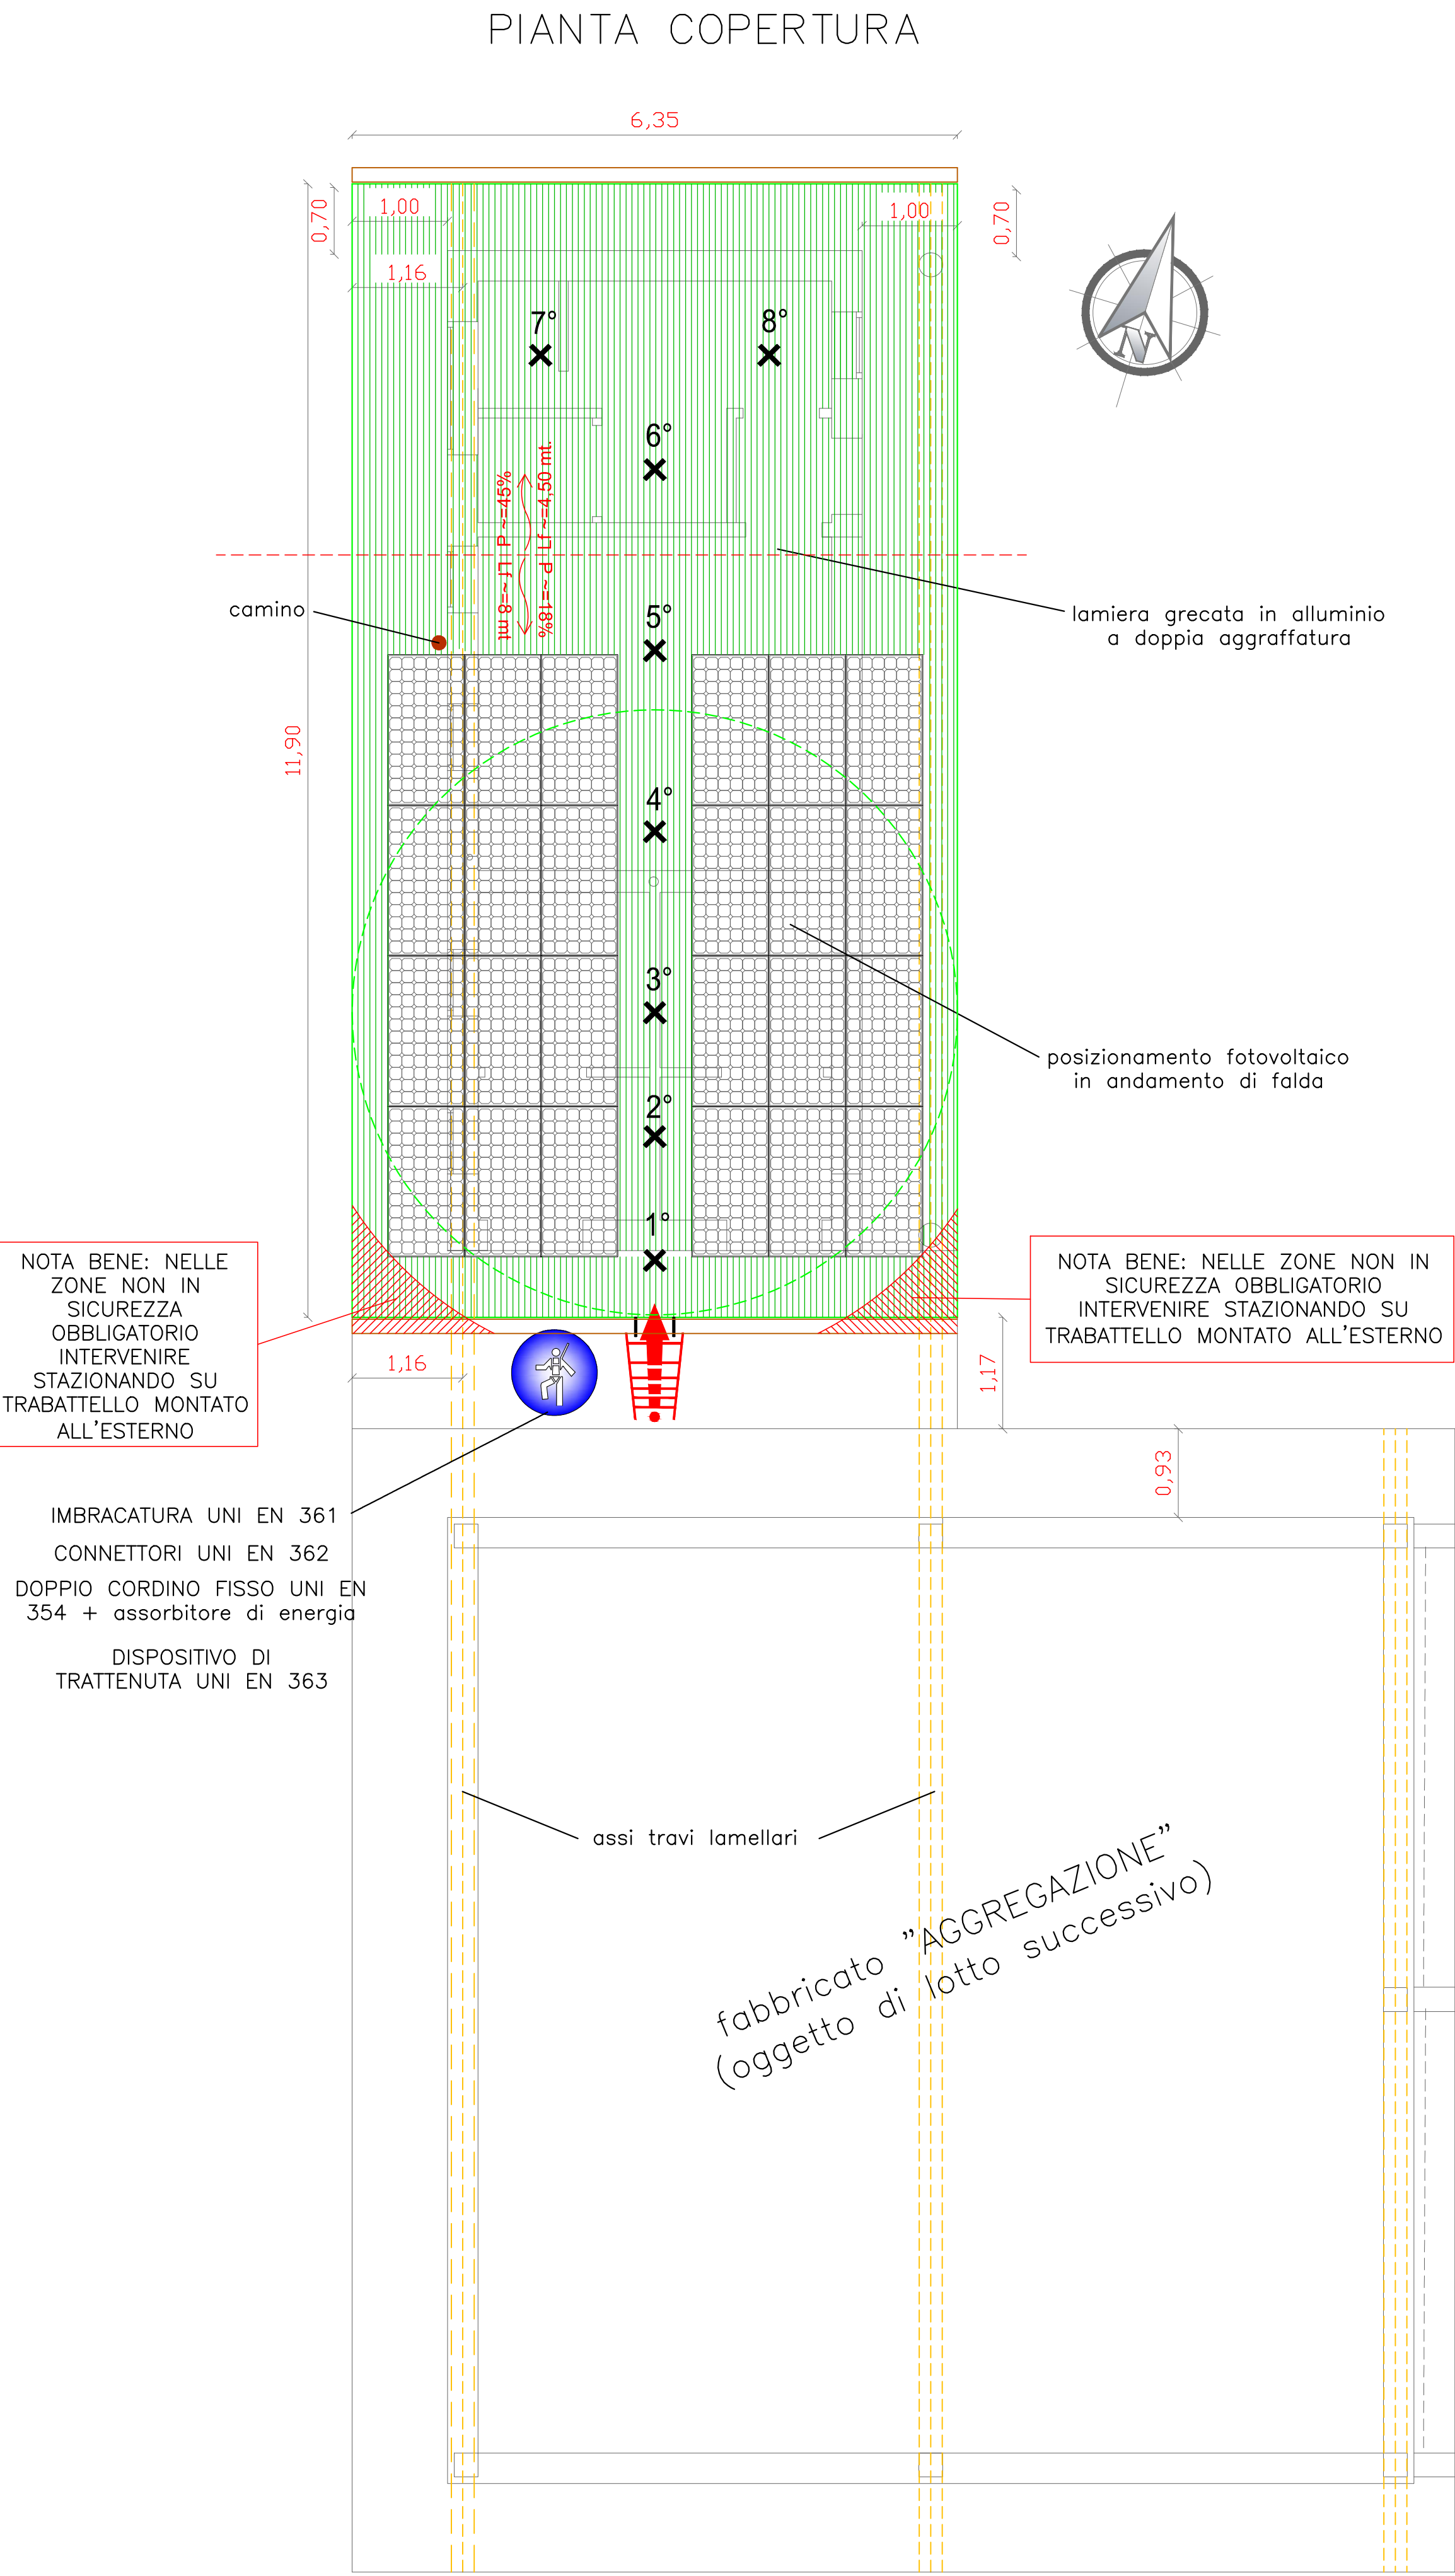 PIANTA COPERTURA
6,35
0,70
1,00
1,00
0,70
1,16
7°
8°
N
6°
P ~=45%
Lf ~=4,50 mt.
Lf ~=8 mt
P ~=18%
camino
5°
lamiera grecata in alluminio
a doppia aggraffatura
11,90
4°
3°
posizionamento fotovoltaico
in andamento di falda
2°
1°
NOTA BENE: NELLE
ZONE NON IN
SICUREZZA
OBBLIGATORIO
INTERVENIRE
STAZIONANDO SU
TRABATTELLO MONTATO
ALL'ESTERNO
NOTA BENE: NELLE ZONE NON IN
SICUREZZA OBBLIGATORIO
INTERVENIRE STAZIONANDO SU
TRABATTELLO MONTATO ALL'ESTERNO
1,16
1,17
0,93
IMBRACATURA UNI EN 361
CONNETTORI UNI EN 362
DOPPIO CORDINO FISSO UNI EN
354 + assorbitore di energia
DISPOSITIVO DI
TRATTENUTA UNI EN 363
assi travi lamellari
fabbricato "AGGREGAZIONE"
(oggetto di lotto successivo)